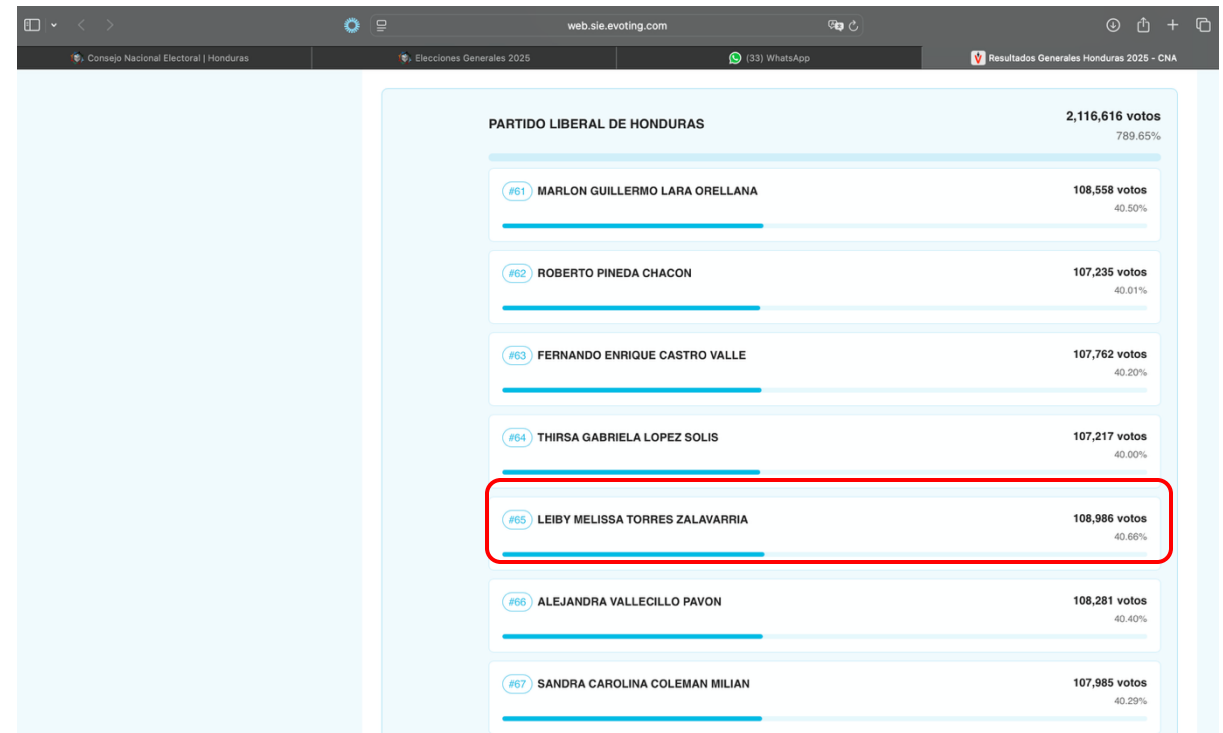 web.sie.evoting.com
Consejo Nacional Electoral | Honduras
Elecciones Generales 2025
(33) WhatsApp
Resultados Generales Honduras 2025 - CNA
PARTIDO LIBERAL DE HONDURAS
2,116,616 votos
789.65%
#61 MARLON GUILLERMO LARA ORELLANA
108,558 votos
40.50%
#62 ROBERTO PINEDA CHACON
107,235 votos
40.01%
#63 FERNANDO ENRIQUE CASTRO VALLE
107,762 votos
40.20%
#64 THIRSA GABRIELA LOPEZ SOLIS
107,217 votos
40.00%
#65 LEIBY MELISSA TORRES ZALAVARRIA
108,986 votos
40.66%
#66 ALEJANDRA VALLECILLO PAVON
108,281 votos
40.40%
#67 SANDRA CAROLINA COLEMAN MILIAN
107,985 votos
40.29%